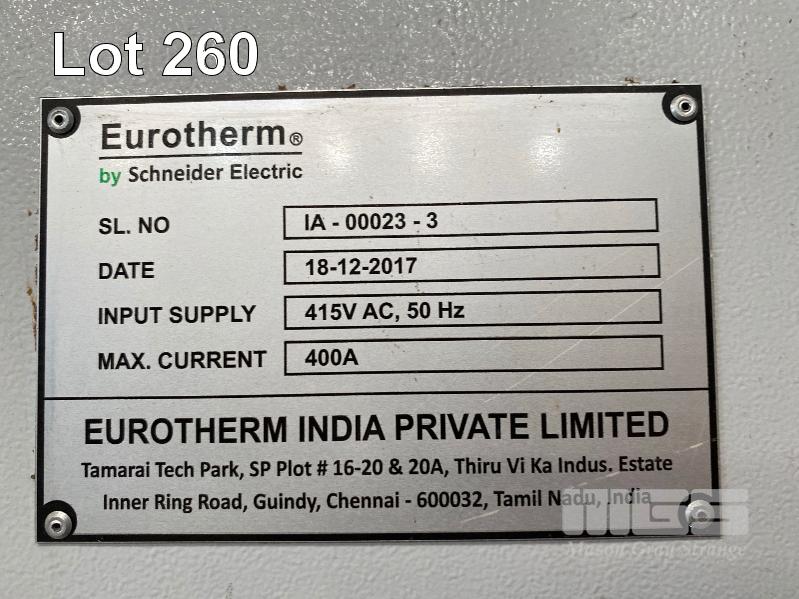 Lot 260
Eurotherm®
by Schneider Electric
SL. NO IA - 00023 - 3
DATE 18-12-2017
INPUT SUPPLY 415V AC, 50 Hz
MAX. CURRENT 400A
EUROTHERM INDIA PRIVATE LIMITED
Tamarai Tech Park, SP Plot # 16-20 & 20A, Thiru Vi Ka Indus. Estate
Inner Ring Road, Guindy, Chennai - 600032, Tamil Nadu, India
MGS
Mason Gray Strange